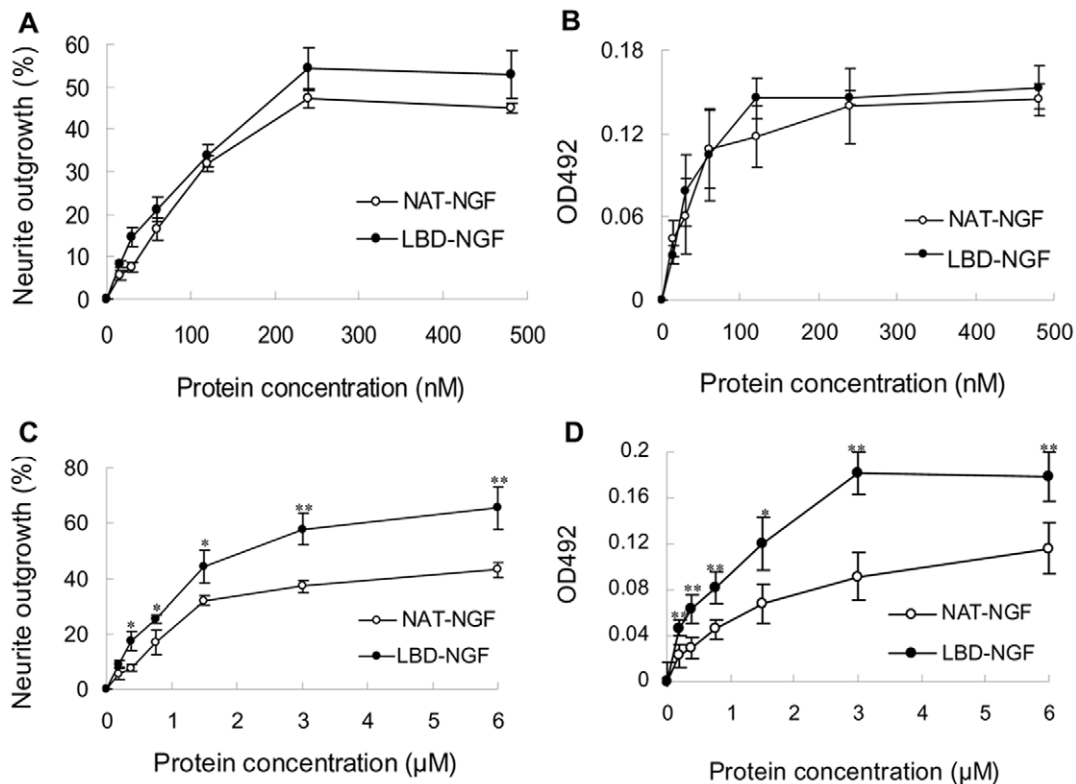 A
Neurite outgrowth (%)
60
50
40
30
20
10
0
NAT-NGF
LBD-NGF
0 100 200 300 400 500
Protein concentration (nM)
B
OD492
0.18
0.12
0.06
0
NAT-NGF
LBD-NGF
0 100 200 300 400 500
Protein concentration (nM)
C
Neurite outgrowth (%)
80
60
40
20
0
* * * ** **
NAT-NGF
LBD-NGF
0 1 2 3 4 5 6
Protein concentration (µM)
D
OD492
0.2
0.16
0.12
0.08
0.04
0
** ** ** * ** **
NAT-NGF
LBD-NGF
0 1 2 3 4 5 6
Protein concentration (µM)